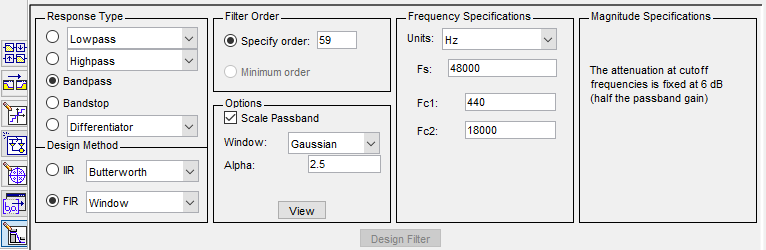 Response Type
Lowpass
Highpass
Bandpass
Bandstop
Differentiator
Design Method
IIR Butterworth
FIR Window
Filter Order
Specify order: 59
Minimum order
Options
Scale Passband
Window: Gaussian
Alpha: 2.5
View
Frequency Specifications
Units: Hz
Fs: 48000
Fc1: 440
Fc2: 18000
Magnitude Specifications
The attenuation at cutoff
frequencies is fixed at 6 dB
(half the passband gain)
Design Filter